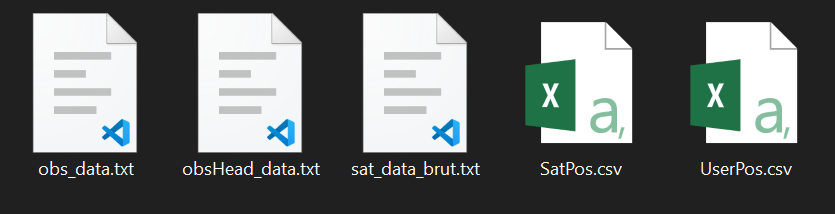 obs_data.txt
obsHead_data.txt
sat_data_brut.txt
X a,
SatPos.csv
X a,
UserPos.csv